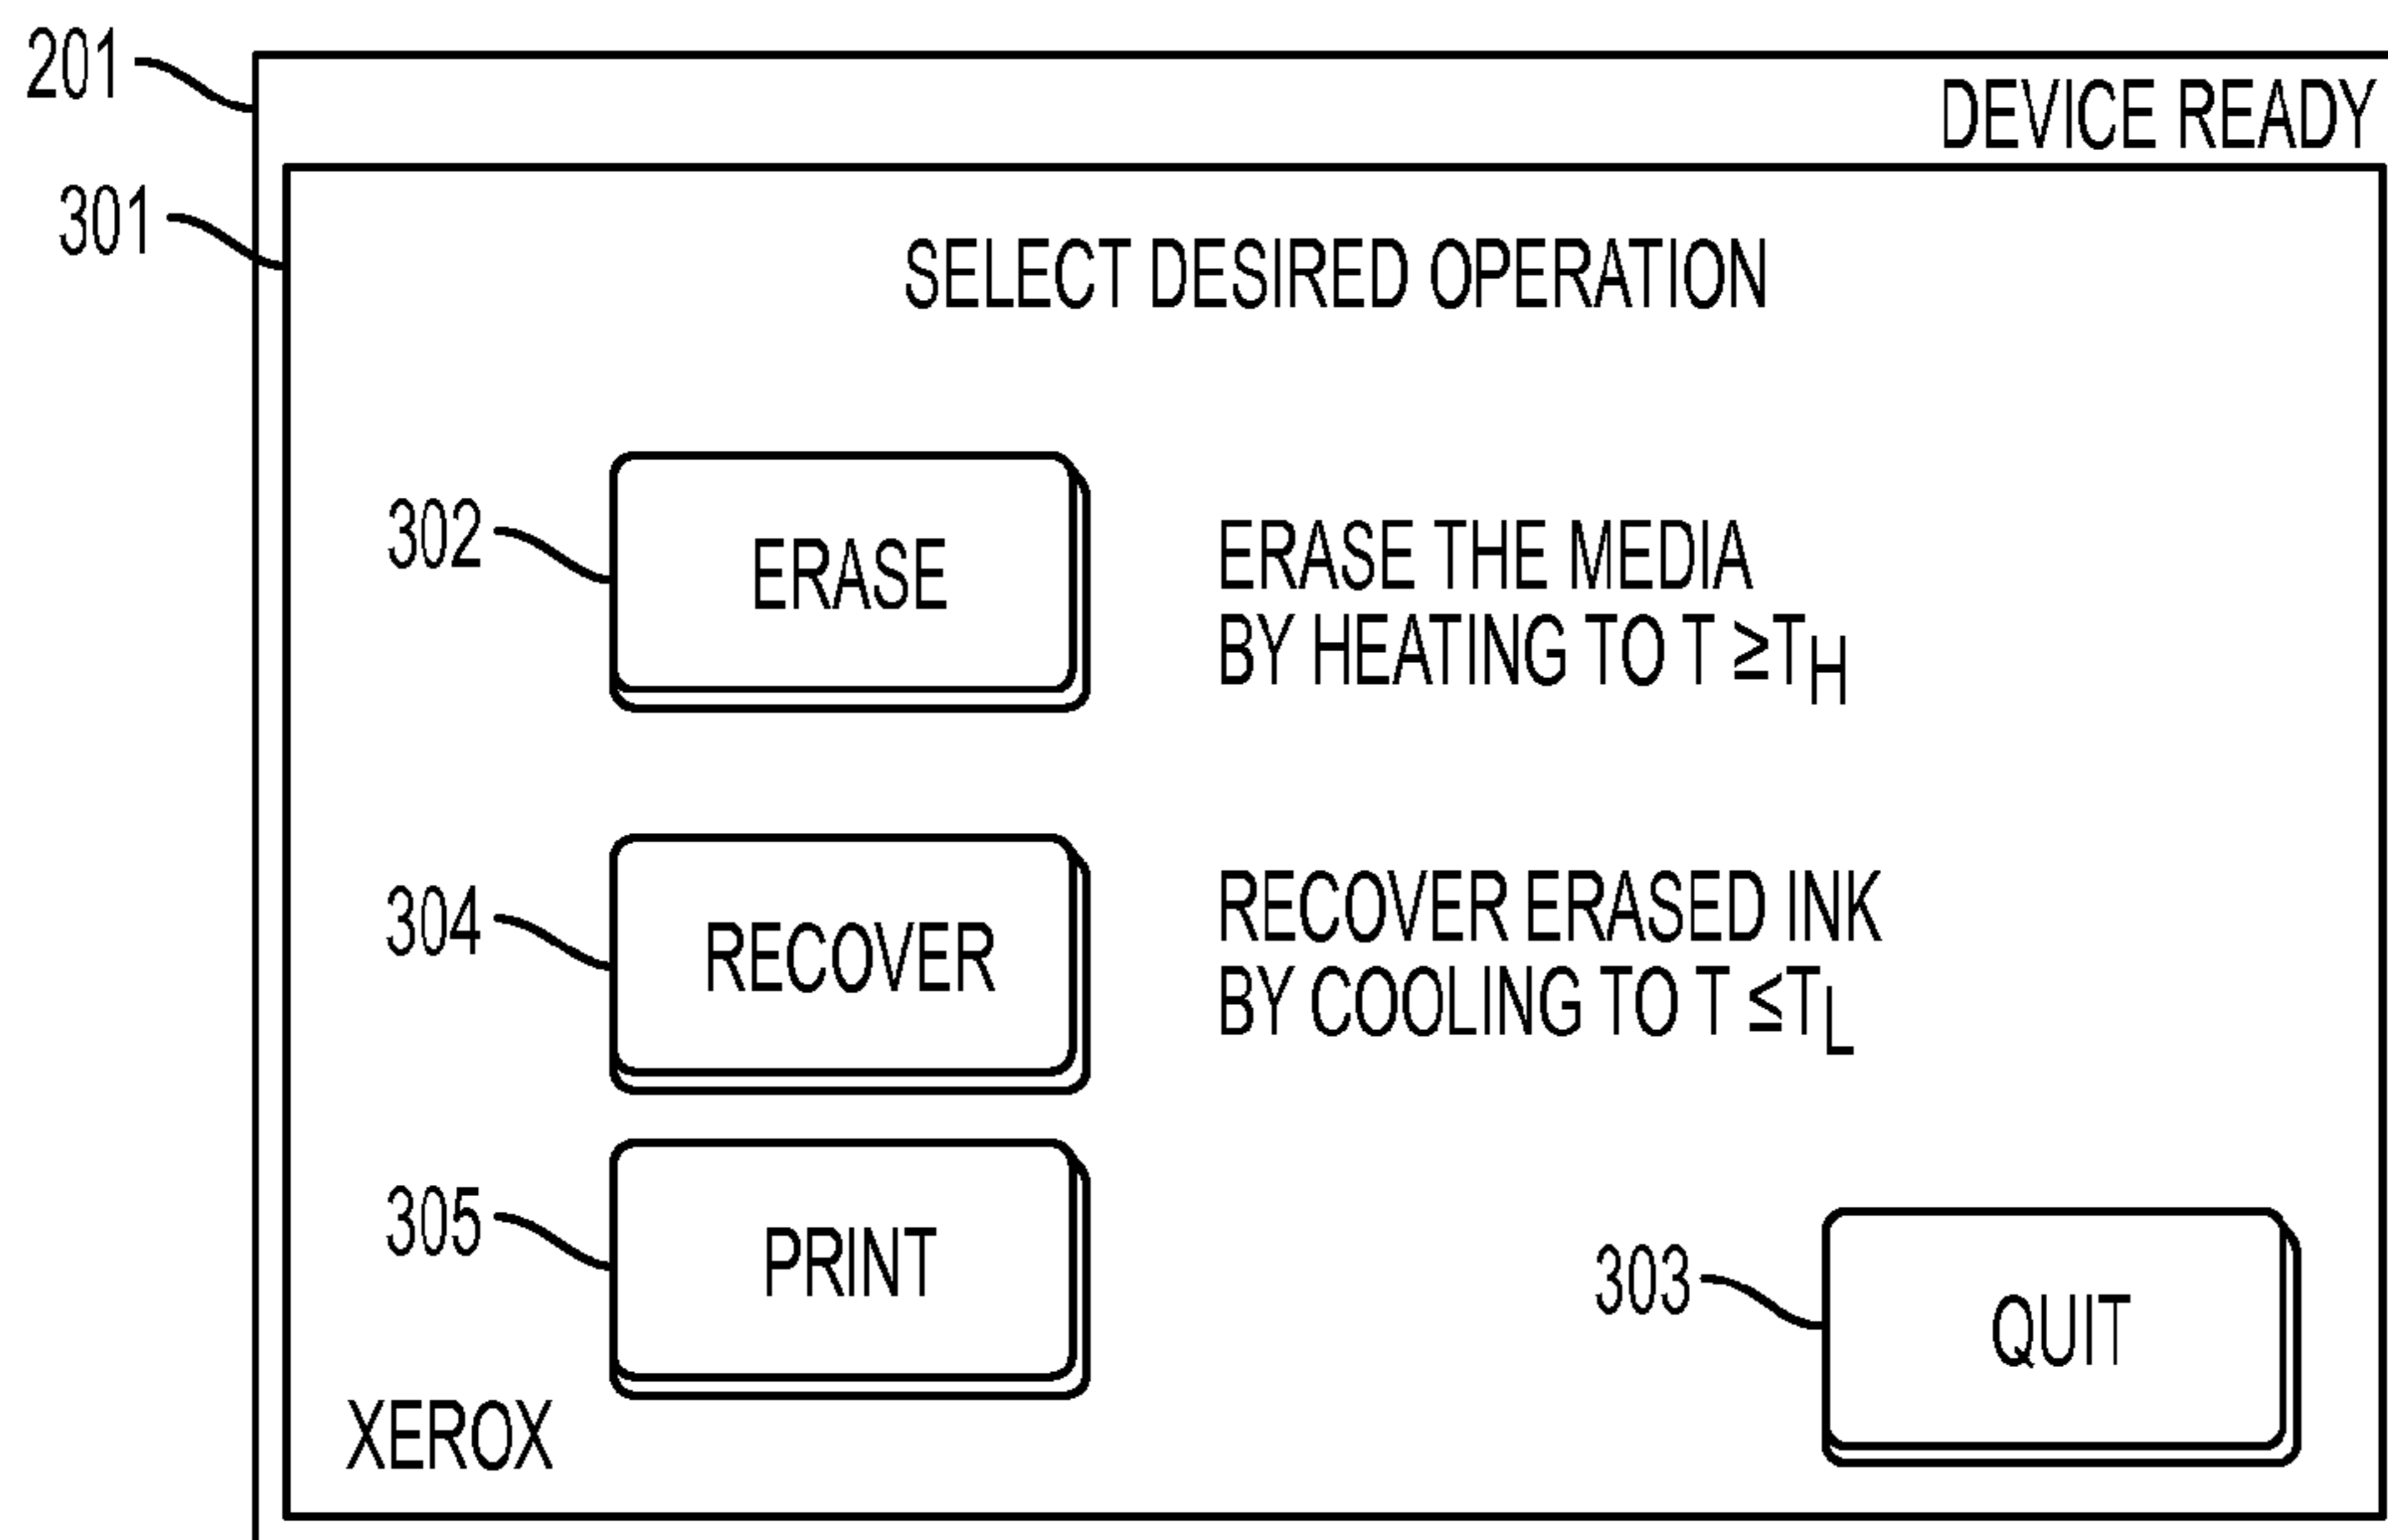 201
DEVICE READY
301
SELECT DESIRED OPERATION
302
ERASE
ERASE THE MEDIA
BY HEATING TO T ≥TH
304
RECOVER
RECOVER ERASED INK
BY COOLING TO T ≤TL
305
PRINT
303
QUIT
XEROX